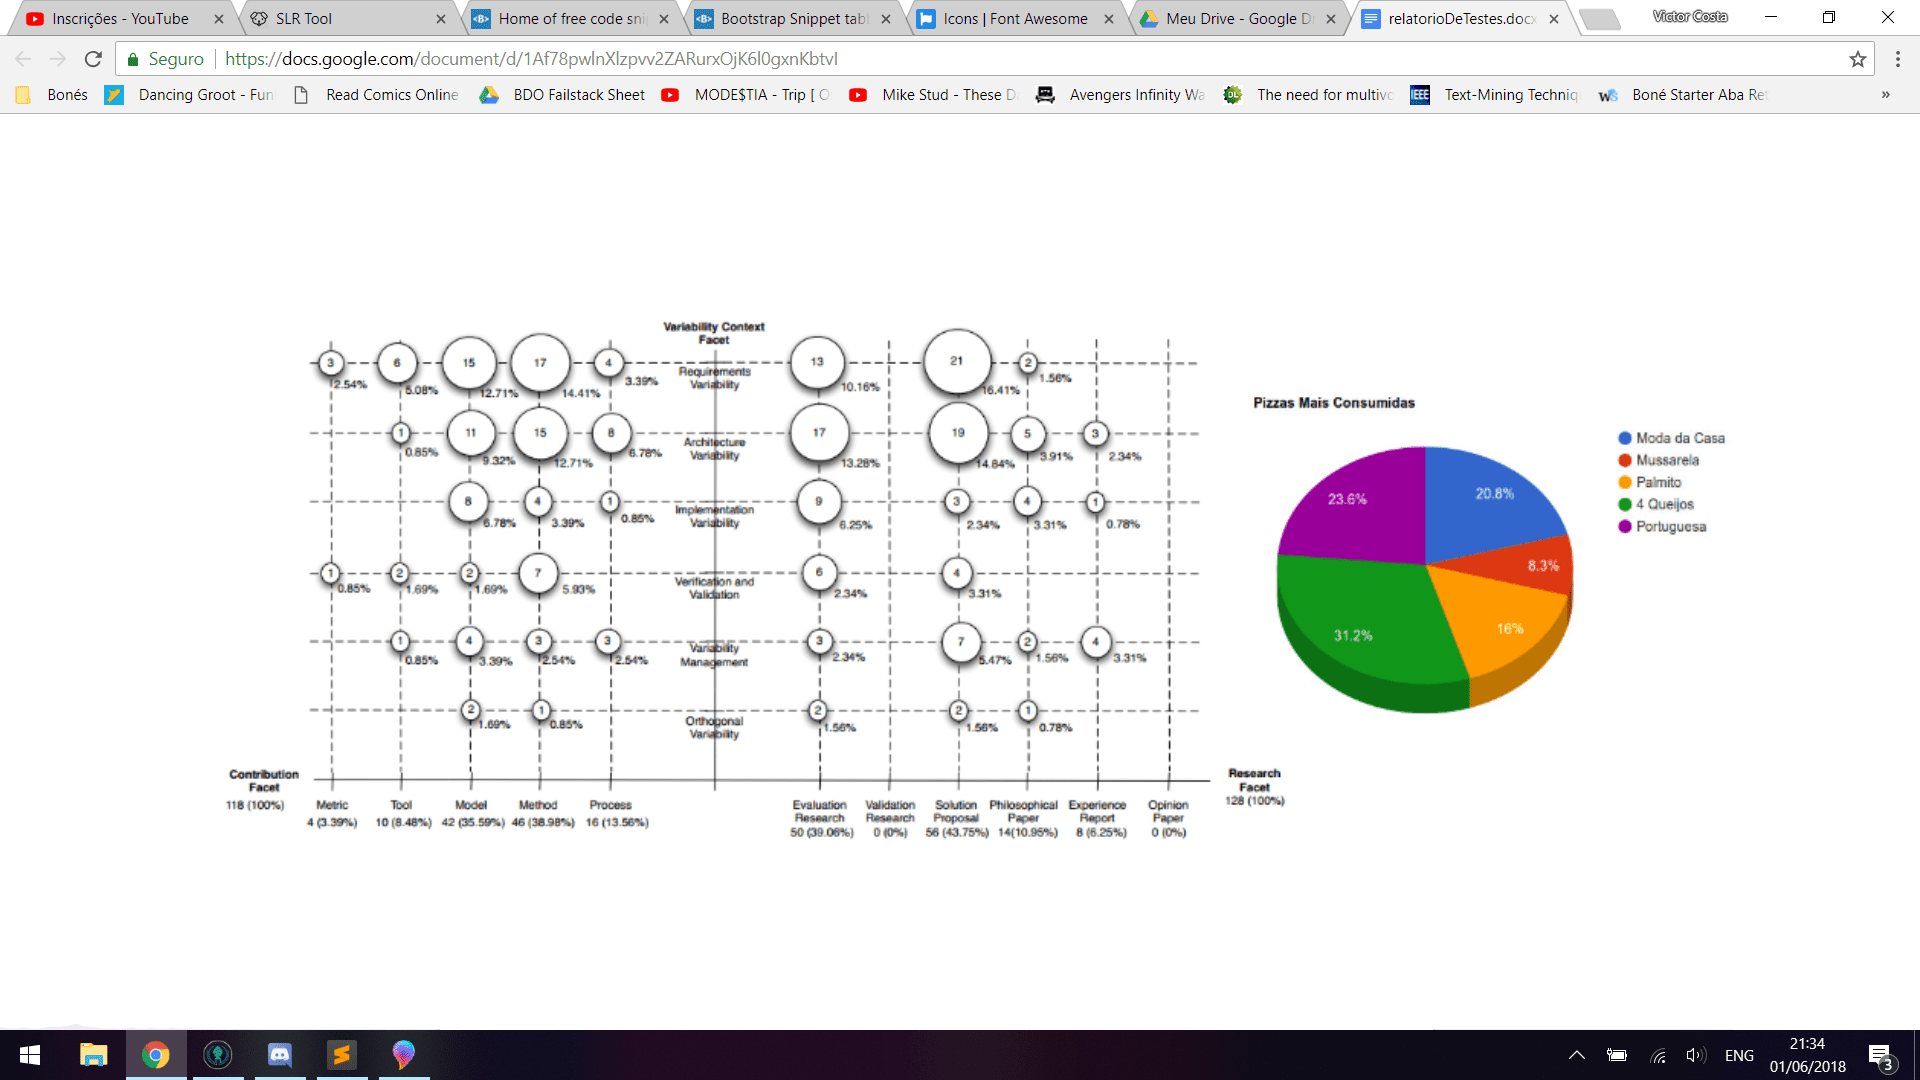 Inscrições - YouTube
SLR Tool
Home of free code sni
Bootstrap Snippet tab
Icons | Font Awesome
Meu Drive - Google Dr
relatorioDeTestes.docx
Victor Costa
Seguro
https://docs.google.com/document/d/1Af78pwlnXlzpvv2ZARurxOjK6l0gxnKbtvI
Bonés
Dancing Groot - Fun
Read Comics Online
BDO Failstack Sheet
MODE$TIA - Trip [ O
Mike Stud - These D
Avengers Infinity Wa
The need for multivo
IEEE
Text-Mining Techniq
Boné Starter Aba Ret
»
Variability Context
Facet
3 6 15 17 4 13 21 2
2.54% 5.08% 12.71% 14.41% 3.39% 10.16% 16.41% 1.56%
Requirements
Variability
1 11 15 8 17 19 5 3
0.85% 9.32% 12.71% 6.78% 13.28% 14.84% 3.91% 2.34%
Architecture
Variability
8 4 1 9 3 4 1
6.78% 3.39% 0.85% 6.25% 2.34% 3.31% 0.78%
Implementation
Variability
1 2 2 7 6 4
0.85% 1.69% 1.69% 5.93% 2.34% 3.31%
Verification and
Validation
1 4 3 3 3 7 2 4
0.85% 3.39% 2.54% 2.54% 2.34% 5.47% 1.56% 3.31%
Variability
Management
2 1 2 2 1
1.69% 0.85% 1.56% 1.56% 0.78%
Orthogonal
Variability
Contribution
Facet
118 (100%)
Metric
4 (3.39%)
Tool
10 (8.48%)
Model
42 (35.59%)
Method
46 (38.98%)
Process
16 (13.56%)
Evaluation
Research
50 (39.06%)
Validation
Research
0 (0%)
Solution
Proposal
56 (43.75%)
Philosophical
Paper
14(10.95%)
Experience
Report
8 (6.25%)
Opinion
Paper
0 (0%)
Research
Facet
128 (100%)
Pizzas Mais Consumidas
23.6%
20.8%
8.3%
16%
31.2%
Moda da Casa
Mussarela
Palmito
4 Queijos
Portuguesa
ENG
21:34
01/06/2018
3